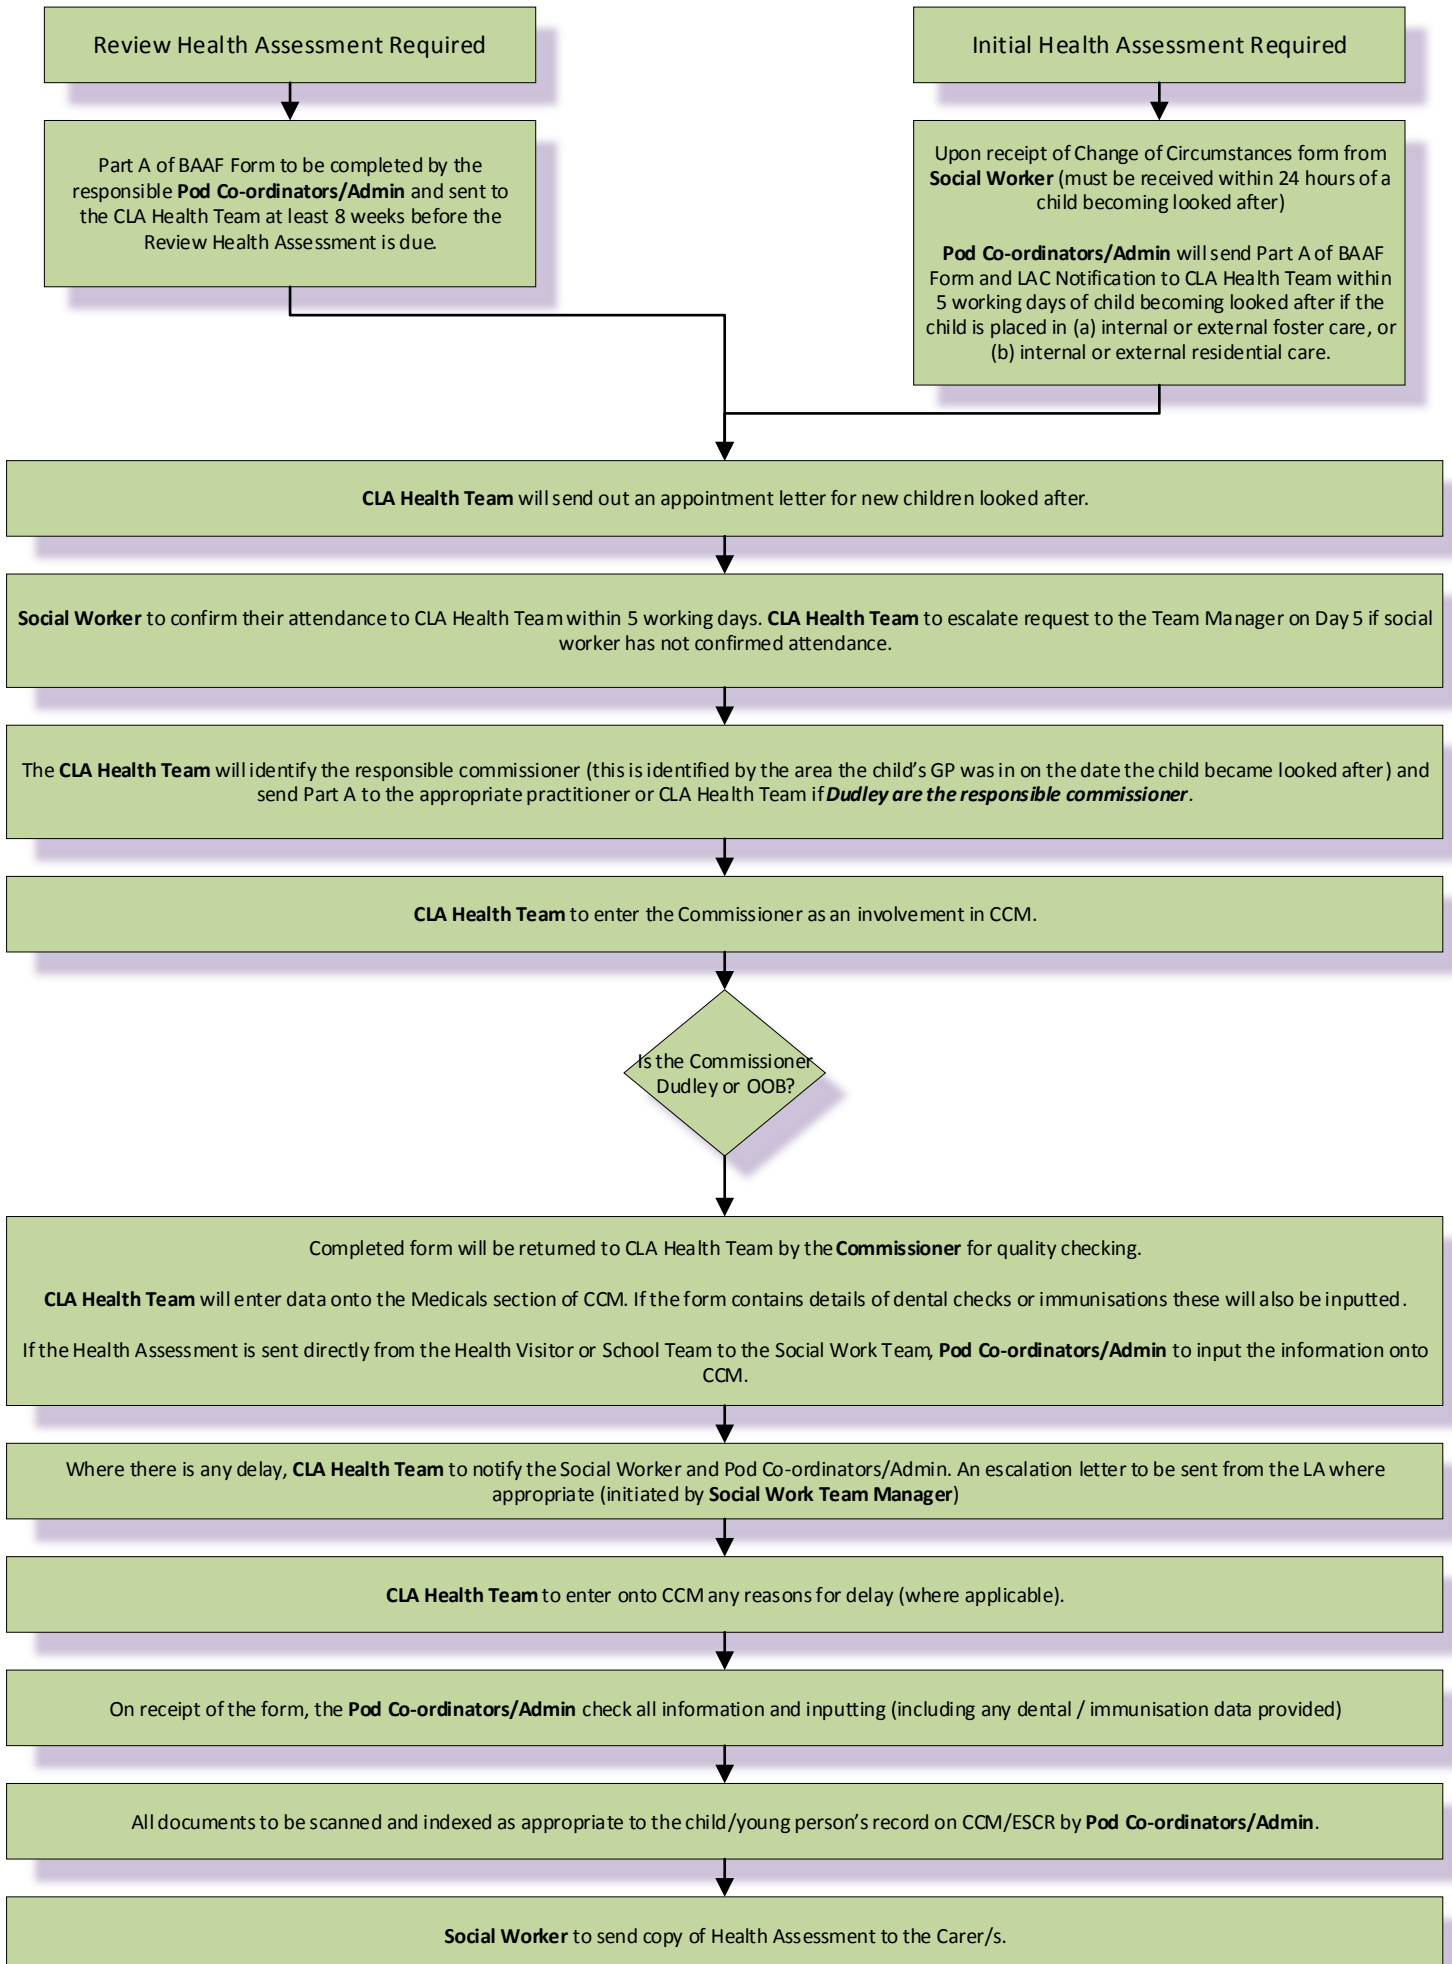 Review Health Assessment Required
Initial Health Assessment Required
Part A of BAAF Form to be completed by the
responsible Pod Co-ordinators/Admin and sent to
the CLA Health Team at least 8 weeks before the
Review Health Assessment is due.
Upon receipt of Change of Circumstances form from
Social Worker (must be received within 24 hours of a
child becoming looked after)
Pod Co-ordinators/Admin will send Part A of BAAF
Form and LAC Notification to CLA Health Team within
5 working days of child becoming looked after if the
child is placed in (a) internal or external foster care, or
(b) internal or external residential care.
CLA Health Team will send out an appointment letter for new children looked after.
Social Worker to confirm their attendance to CLA Health Team within 5 working days. CLA Health Team to escalate request to the Team Manager on Day 5 if social
worker has not confirmed attendance.
The CLA Health Team will identify the responsible commissioner (this is identified by the area the child’s GP was in on the date the child became looked after) and
send Part A to the appropriate practitioner or CLA Health Team if Dudley are the responsible commissioner.
CLA Health Team to enter the Commissioner as an involvement in CCM.
Is the Commissioner
Dudley or OOB?
Completed form will be returned to CLA Health Team by the Commissioner for quality checking.
CLA Health Team will enter data onto the Medicals section of CCM. If the form contains details of dental checks or immunisations these will also be inputted.
If the Health Assessment is sent directly from the Health Visitor or School Team to the Social Work Team, Pod Co-ordinators/Admin to input the information onto
CCM.
Where there is any delay, CLA Health Team to notify the Social Worker and Pod Co-ordinators/Admin. An escalation letter to be sent from the LA where
appropriate (initiated by Social Work Team Manager)
CLA Health Team to enter onto CCM any reasons for delay (where applicable).
On receipt of the form, the Pod Co-ordinators/Admin check all information and inputting (including any dental / immunisation data provided)
All documents to be scanned and indexed as appropriate to the child/young person’s record on CCM/ESCR by Pod Co-ordinators/Admin.
Social Worker to send copy of Health Assessment to the Carer/s.